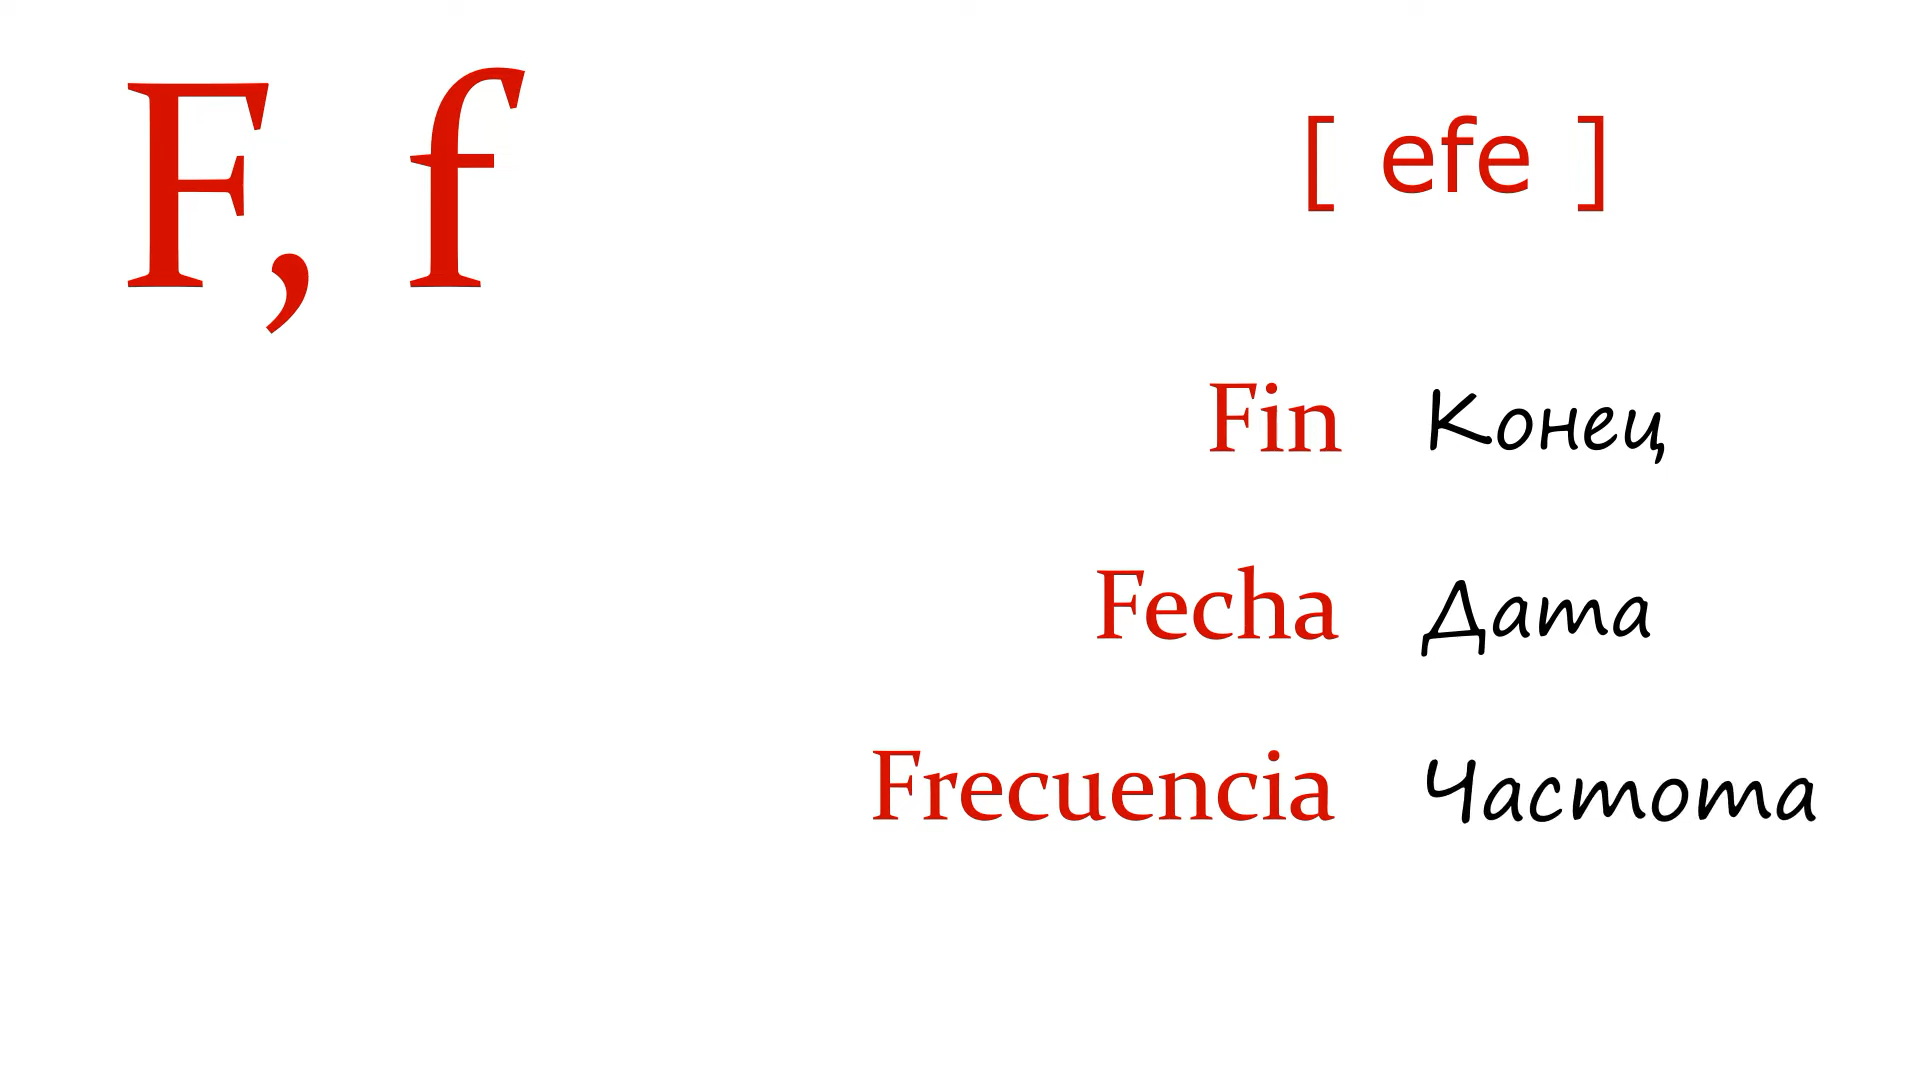 F, f
[ efe ]
Fin Конец
Fecha Дата
Frecuencia Частота